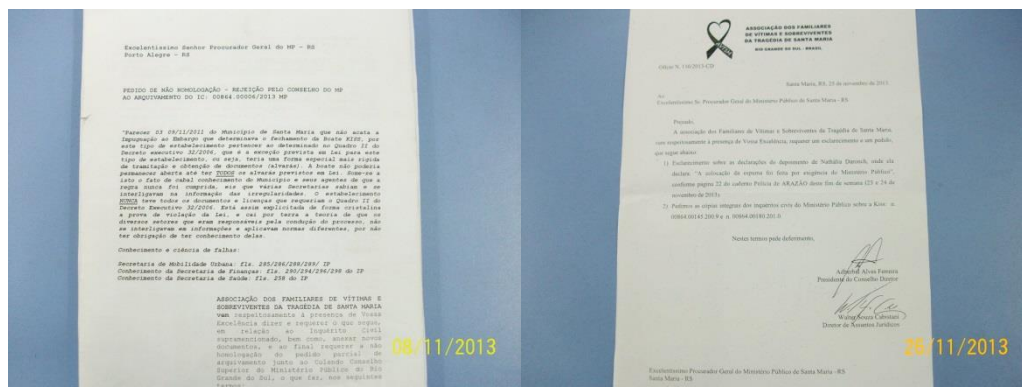 Excelentíssimo Senhor Procurador Geral do MP - RS
Porto Alegre - RS
PEDIDO DE NÃO HOMOLOGAÇÃO - REJEIÇÃO PELO CONSELHO DO MP
AO ARQUIVAMENTO DO IC: 00864.00006/2013 MP
"Parecer 03 09/11/2011 do Município de Santa Maria que não acata a
Impugnação ao Embargo que determinava o fechamento da Boate KISS, por
este tipo de estabelecimento pertencer ao determinado no Quadro II do
Decreto executivo 32/2006, que é a exceção prevista em Lei para este
tipo de estabelecimento, ou seja, teria uma forma especial mais rígida
de tramitação e obtenção de documentos (alvarás). A boate não poderia
permanecer aberta até ter TODOS os alvarás previstos em Lei. Some-se a
isto o fato de cabal conhecimento do Município e seus agentes de que a
regra nunca foi cumprida, eis que várias Secretarias sabiam e se
interligavam na informação das irregularidades. O estabelecimento
NUNCA teve todos os documentos e licenças que requeriam o Quadro II do
Decreto Executivo 32/2006. Está assim explicitada de forma cristalina
a prova de violação da Lei, e cai por terra a teoria de que os
diversos setores que eram responsáveis pela condução do processo, não
se interligavam em informações e aplicavam normas diferentes, por não
ter obrigação de ter conhecimento delas.
Conhecimento e ciência de falhas:
Secretaria de Mobilidade Urbana: fls. 285/286/288/289/ IP
Conhecimento da Secretaria de Finanças: fls. 290/294/296/298 do IP
Conhecimento da Secretaria de Saúde: fls. 258 do IP
ASSOCIAÇÃO DOS FAMILIARES DE VÍTIMAS E
SOBREVIVENTES DA TRAGÉDIA DE SANTA MARIA
vem respeitosamente à presença de Vossa
Excelência dizer e requerer o que segue,
em relação ao Inquérito Civil
supramencionado, bem como, anexar novos
documentos, e ao final requerer a não
homologação do pedido parcial de
arquivamento junto ao Colendo Conselho
Superior do Ministério Público do Rio
Grande do Sul, o que faz, nos seguintes
termos:
08/11/2013
ASSOCIAÇÃO DOS FAMILIARES
DE VÍTIMAS E SOBREVIVENTES
DA TRAGÉDIA DE SANTA MARIA
RIO GRANDE DO SUL - BRASIL
Santa Maria, RS, 25 de novembro de 2013.
Ao
Excelentíssimo Sr. Procurador Geral do Ministério Público de Santa Maria - RS
Prezado,
A associação dos Familiares de Vítimas e Sobreviventes da Tragédia de Santa Maria,
vem respeitosamente à presença de Vossa Excelência, requerer um esclarecimento e um pedido,
que segue abaixo:
1) Esclarecimento sobre as declarações do depoimento de Nathália Daronch, onde ela
declara: "A colocação da espuma foi feita por exigência do Ministério Público",
conforme página 22 do caderno Polícia de ARAZÃO deste fim da semana (23 e 24 de
novembro de 2013).
2) Pedimos as cópias integrais dos inquéritos civis do Ministério Público sobre a Kiss: n.
Nestes termos pede deferimento,
Adherbal Alves Ferreira
Presidente do Conselho Diretor
Walter Souza Cabistani
Diretor de Assuntos Jurídicos
26/11/2013
Excelentíssimo Procurador Geral do Ministério Público de Santa Maria - RS
Santa Maria - RS